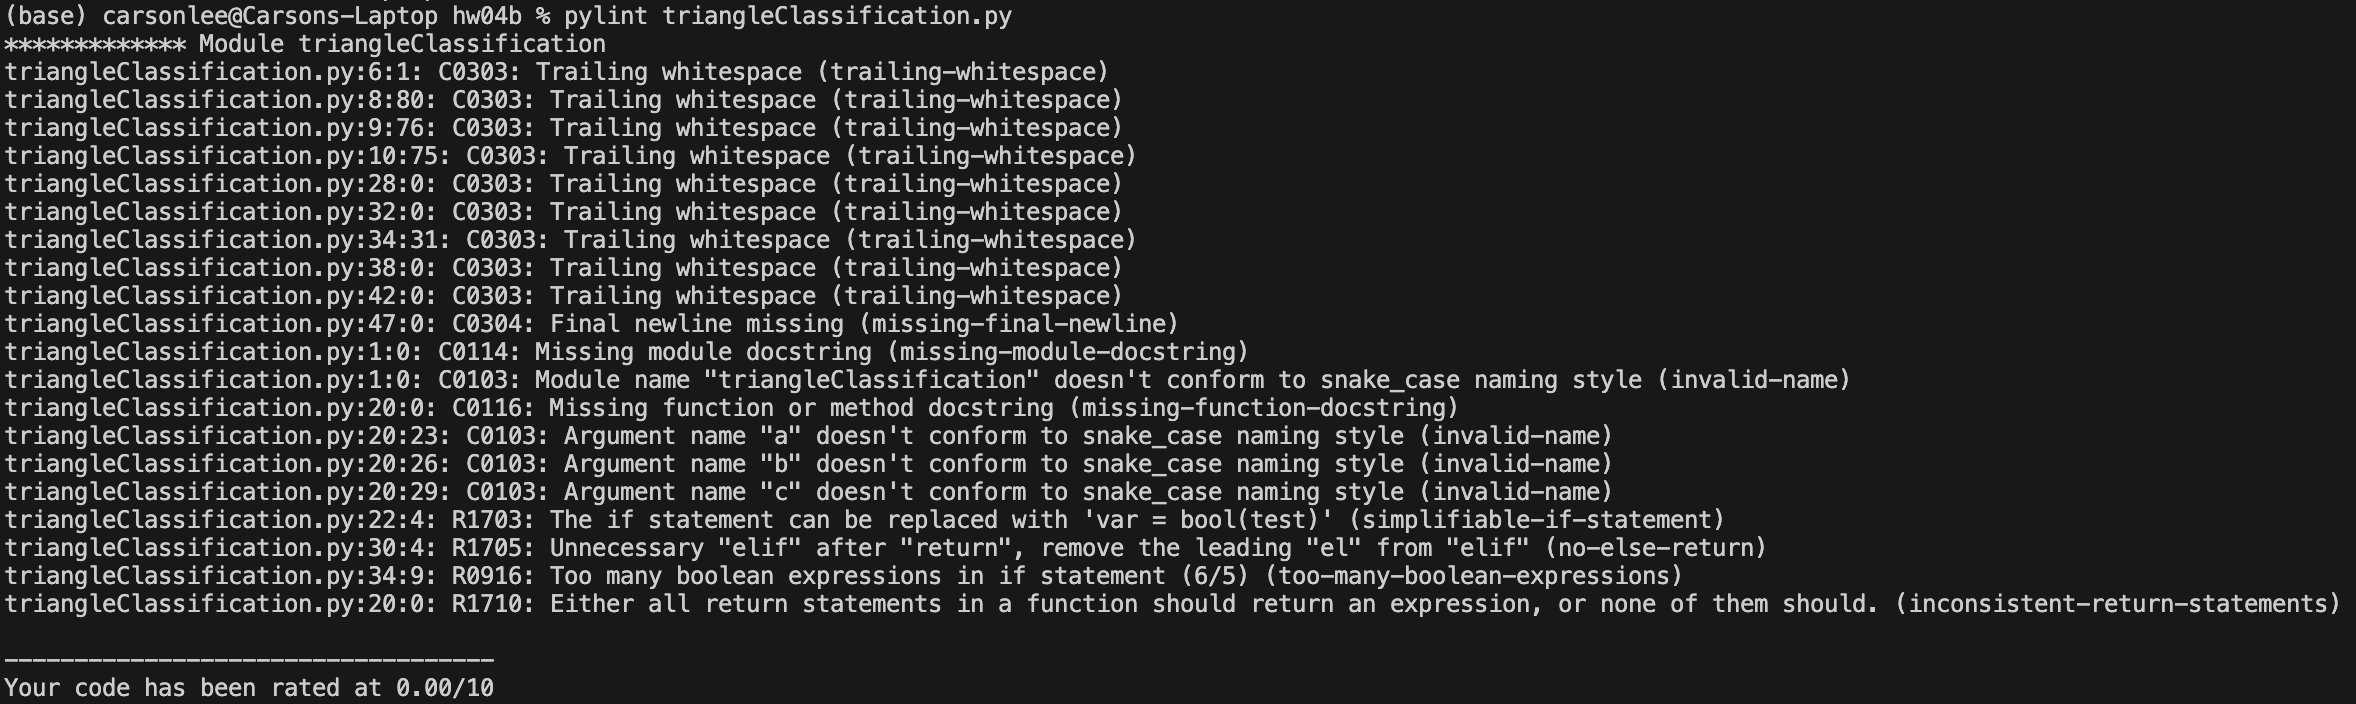 (base) carsonlee@Carsons-Laptop hw04b % pylint triangleClassification.py
************* Module triangleClassification
triangleClassification.py:6:1: C0303: Trailing whitespace (trailing-whitespace)
triangleClassification.py:8:80: C0303: Trailing whitespace (trailing-whitespace)
triangleClassification.py:9:76: C0303: Trailing whitespace (trailing-whitespace)
triangleClassification.py:10:75: C0303: Trailing whitespace (trailing-whitespace)
triangleClassification.py:28:0: C0303: Trailing whitespace (trailing-whitespace)
triangleClassification.py:32:0: C0303: Trailing whitespace (trailing-whitespace)
triangleClassification.py:34:31: C0303: Trailing whitespace (trailing-whitespace)
triangleClassification.py:38:0: C0303: Trailing whitespace (trailing-whitespace)
triangleClassification.py:42:0: C0303: Trailing whitespace (trailing-whitespace)
triangleClassification.py:47:0: C0304: Final newline missing (missing-final-newline)
triangleClassification.py:1:0: C0114: Missing module docstring (missing-module-docstring)
triangleClassification.py:1:0: C0103: Module name "triangleClassification" doesn't conform to snake_case naming style (invalid-name)
triangleClassification.py:20:0: C0116: Missing function or method docstring (missing-function-docstring)
triangleClassification.py:20:23: C0103: Argument name "a" doesn't conform to snake_case naming style (invalid-name)
triangleClassification.py:20:26: C0103: Argument name "b" doesn't conform to snake_case naming style (invalid-name)
triangleClassification.py:20:29: C0103: Argument name "c" doesn't conform to snake_case naming style (invalid-name)
triangleClassification.py:22:4: R1703: The if statement can be replaced with 'var = bool(test)' (simplifiable-if-statement)
triangleClassification.py:30:4: R1705: Unnecessary "elif" after "return", remove the leading "el" from "elif" (no-else-return)
triangleClassification.py:34:9: R0916: Too many boolean expressions in if statement (6/5) (too-many-boolean-expressions)
triangleClassification.py:20:0: R1710: Either all return statements in a function should return an expression, or none of them should. (inconsistent-return-statements)
-----------------------------------
Your code has been rated at 0.00/10